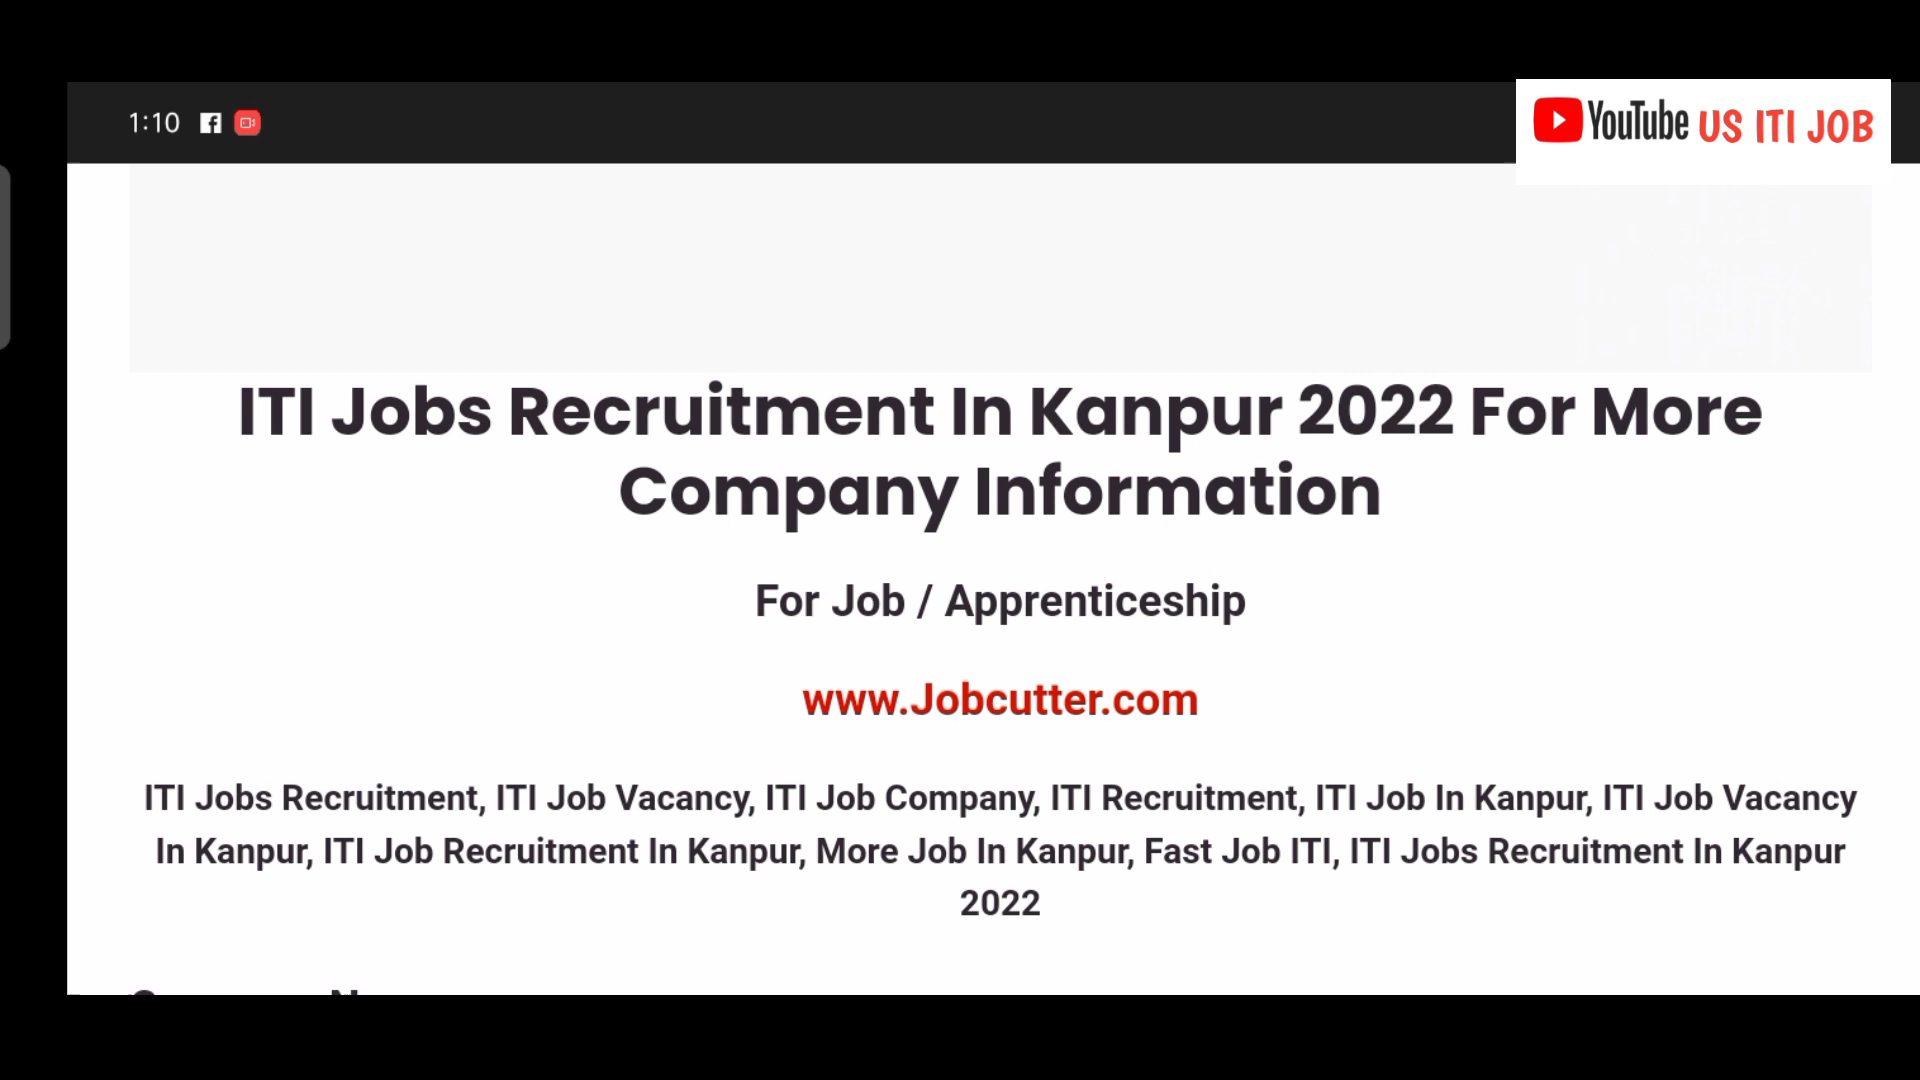 1:10
YouTube US ITI JOB
ITI Jobs Recruitment In Kanpur 2022 For More
Company Information
For Job / Apprenticeship
www.Jobcutter.com
ITI Jobs Recruitment, ITI Job Vacancy, ITI Job Company, ITI Recruitment, ITI Job In Kanpur, ITI Job Vacancy
In Kanpur, ITI Job Recruitment In Kanpur, More Job In Kanpur, Fast Job ITI, ITI Jobs Recruitment In Kanpur
2022